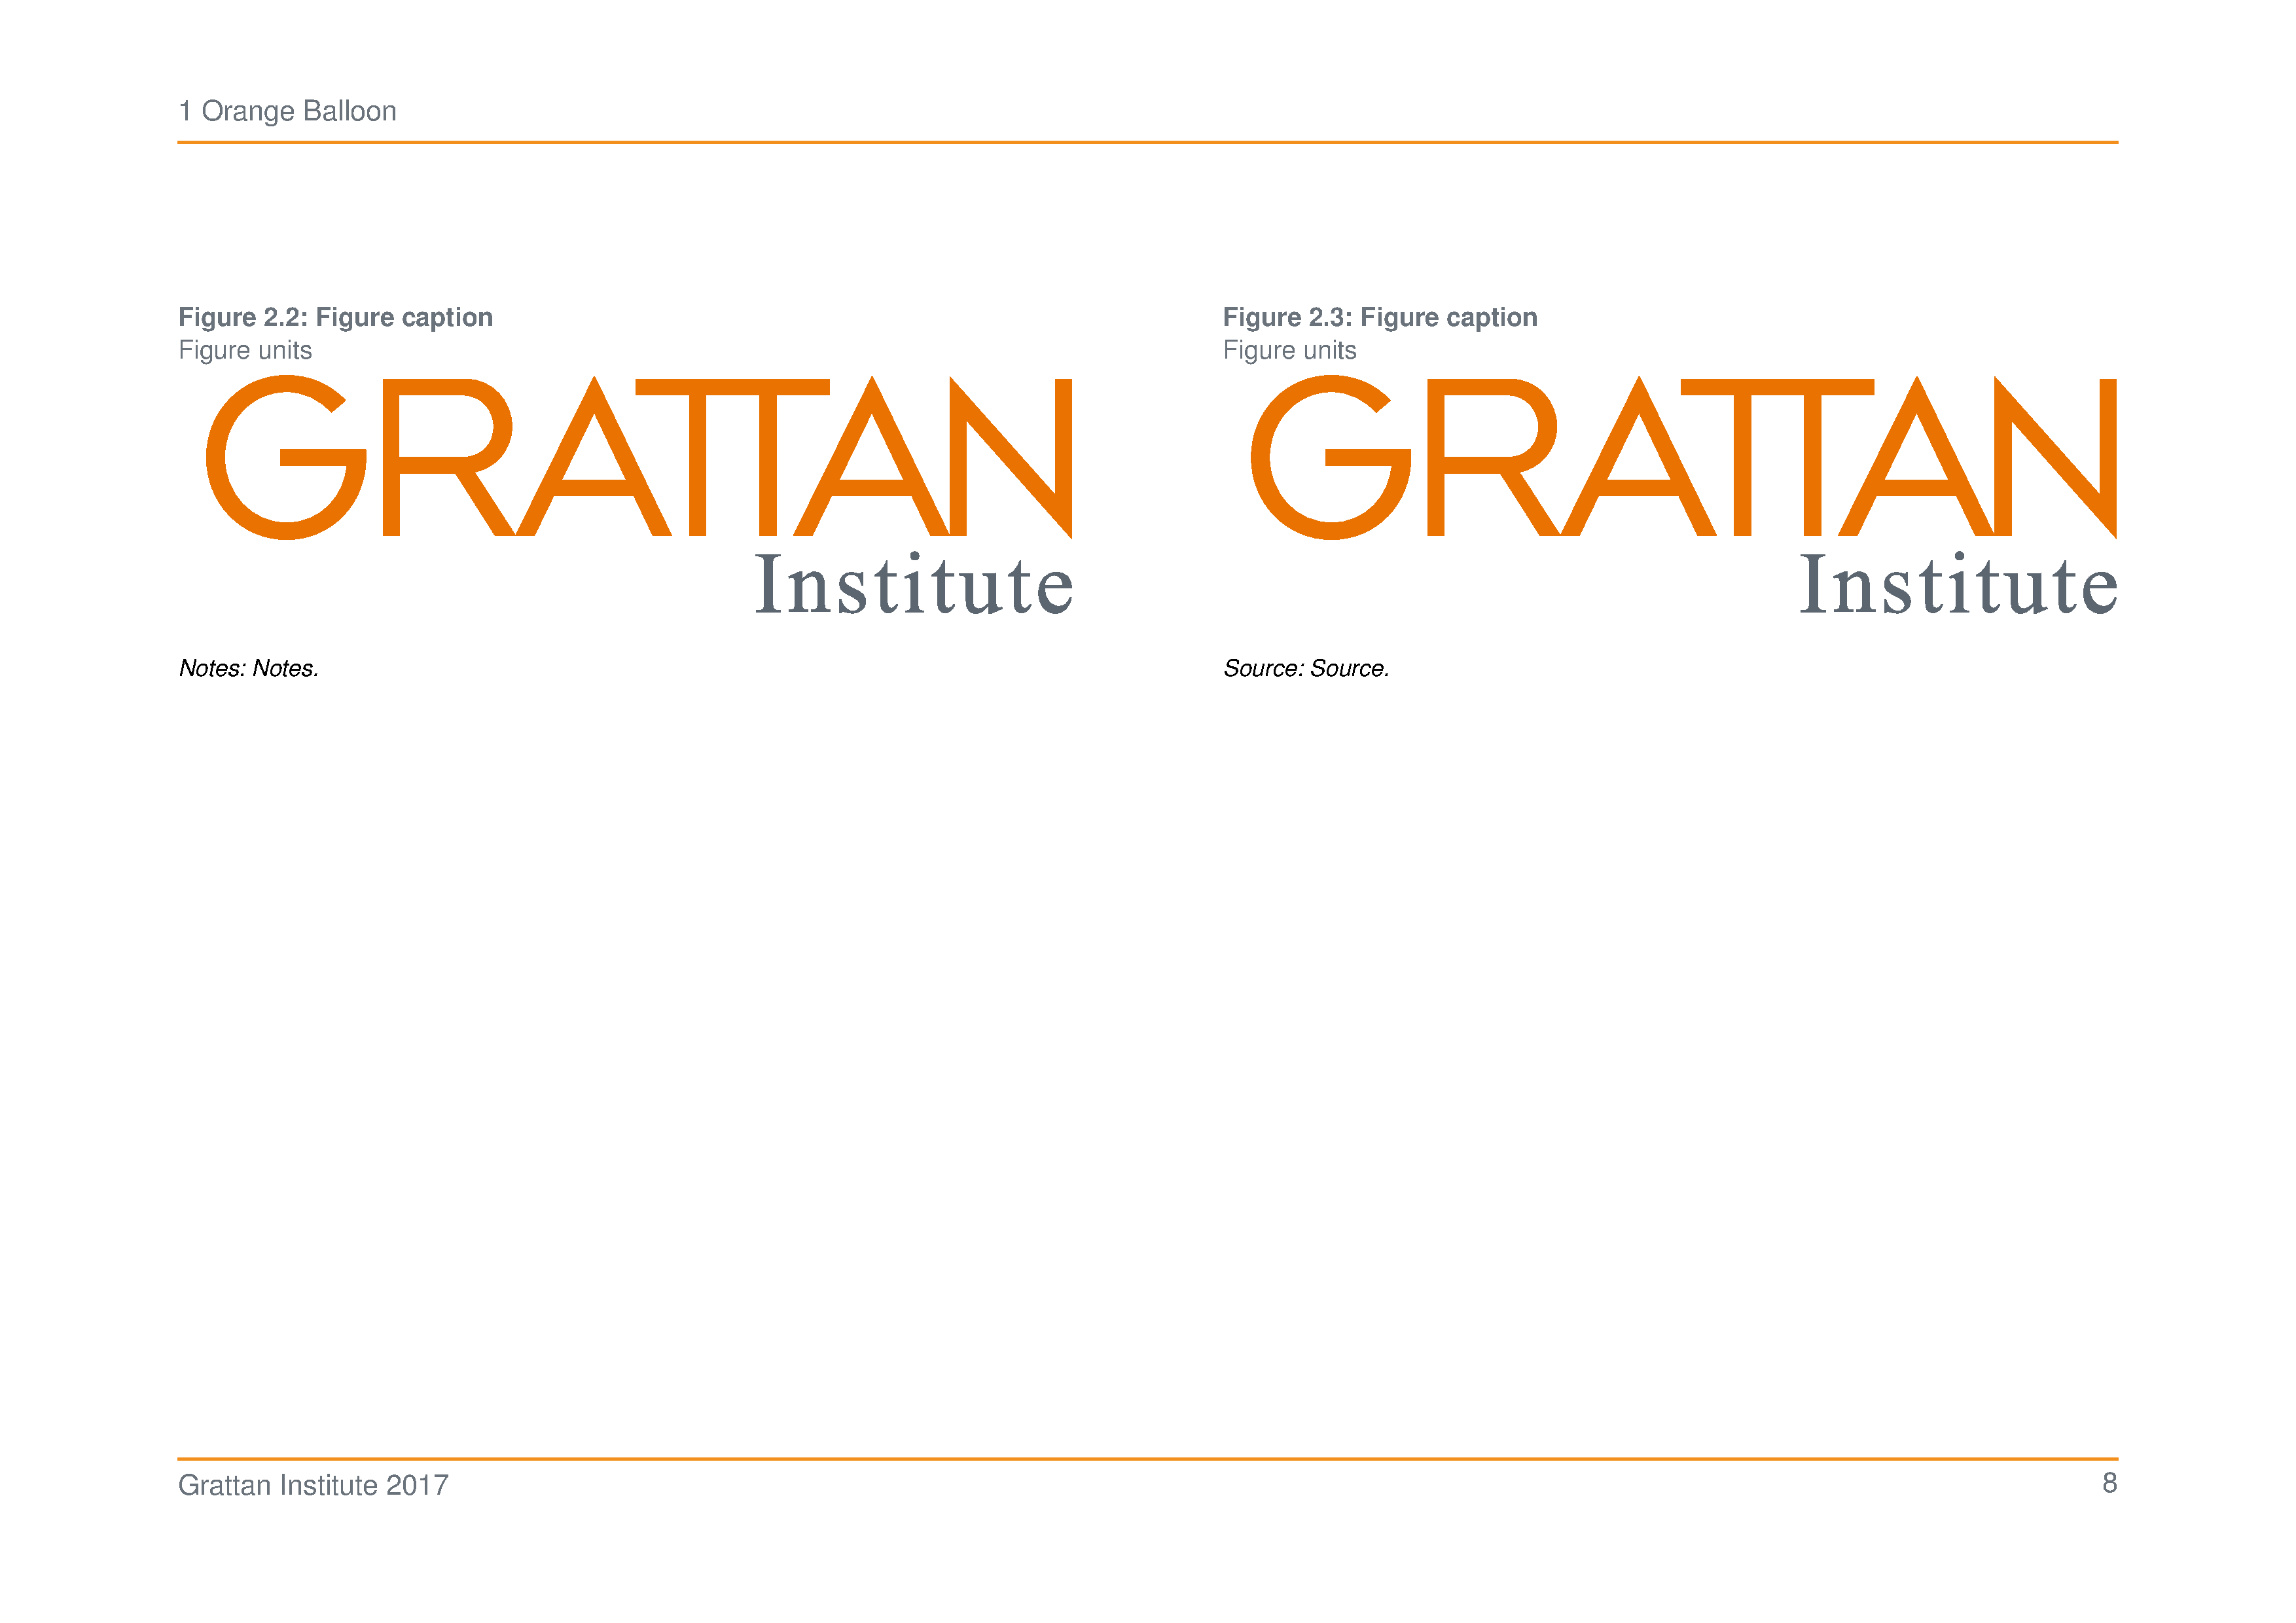 1 Orange Balloon
Figure 2.2: Figure caption
Figure units
GRATTAN
Institute
Notes: Notes.
Figure 2.3: Figure caption
Figure units
GRATTAN
Institute
Source: Source.
Grattan Institute 2017
8